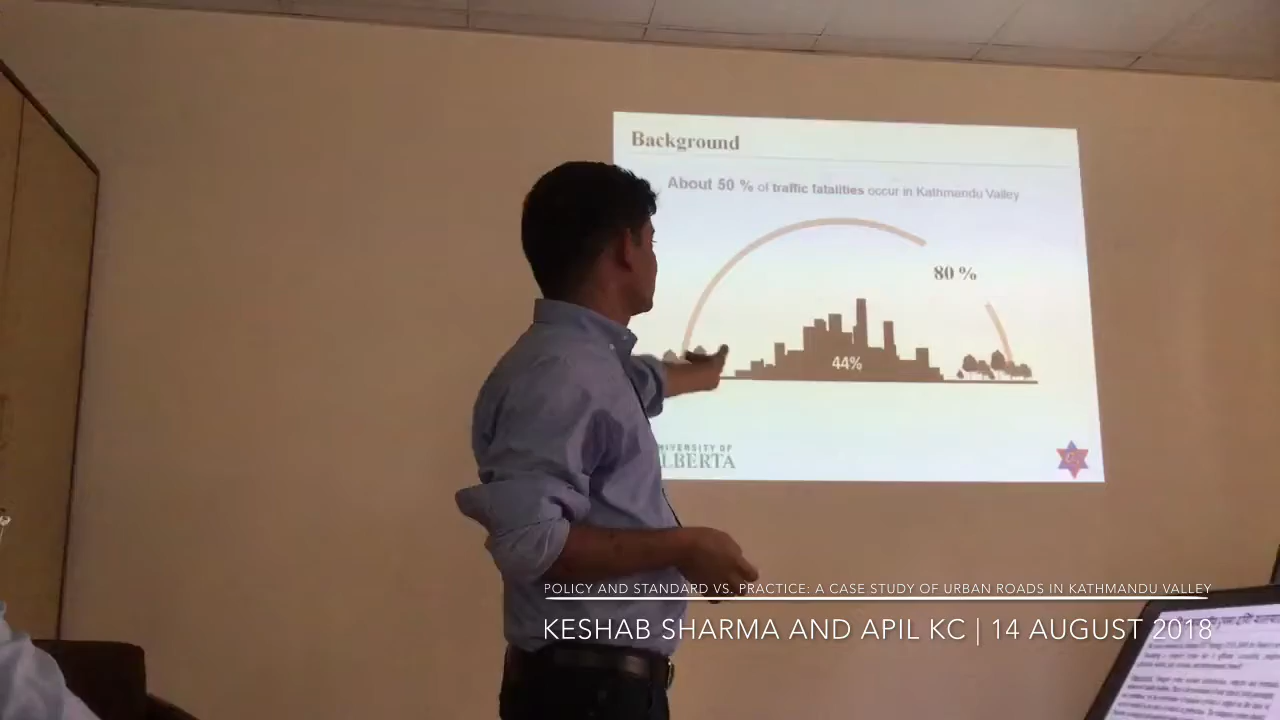 Background
About 50 % of traffic fatalities occur in Kathmandu Valley
80 %
44%
UNIVERSITY OF
ALBERTA
POLICY AND STANDARD VS. PRACTICE: A CASE STUDY OF URBAN ROADS IN KATHMANDU VALLEY
KESHAB SHARMA AND APIL KC | 14 AUGUST 2018